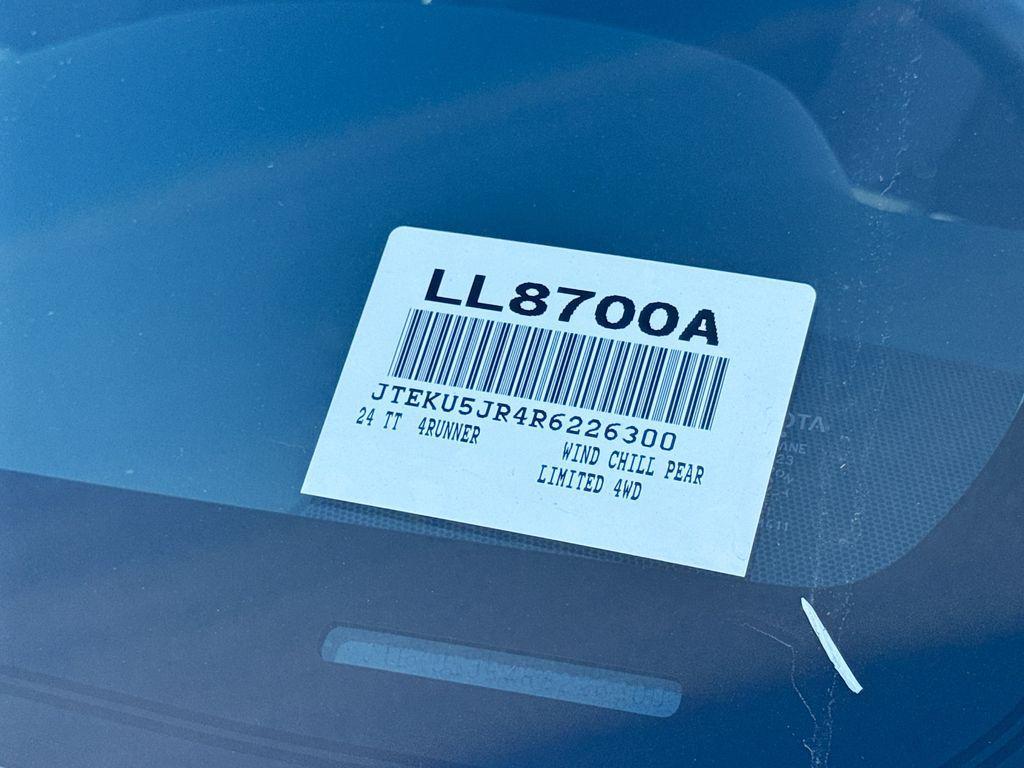 LL8700A
JTEKU5JR4R6226300
24 TT 4RUNNER
WIND CHILL PEAR
LIMITED 4WD